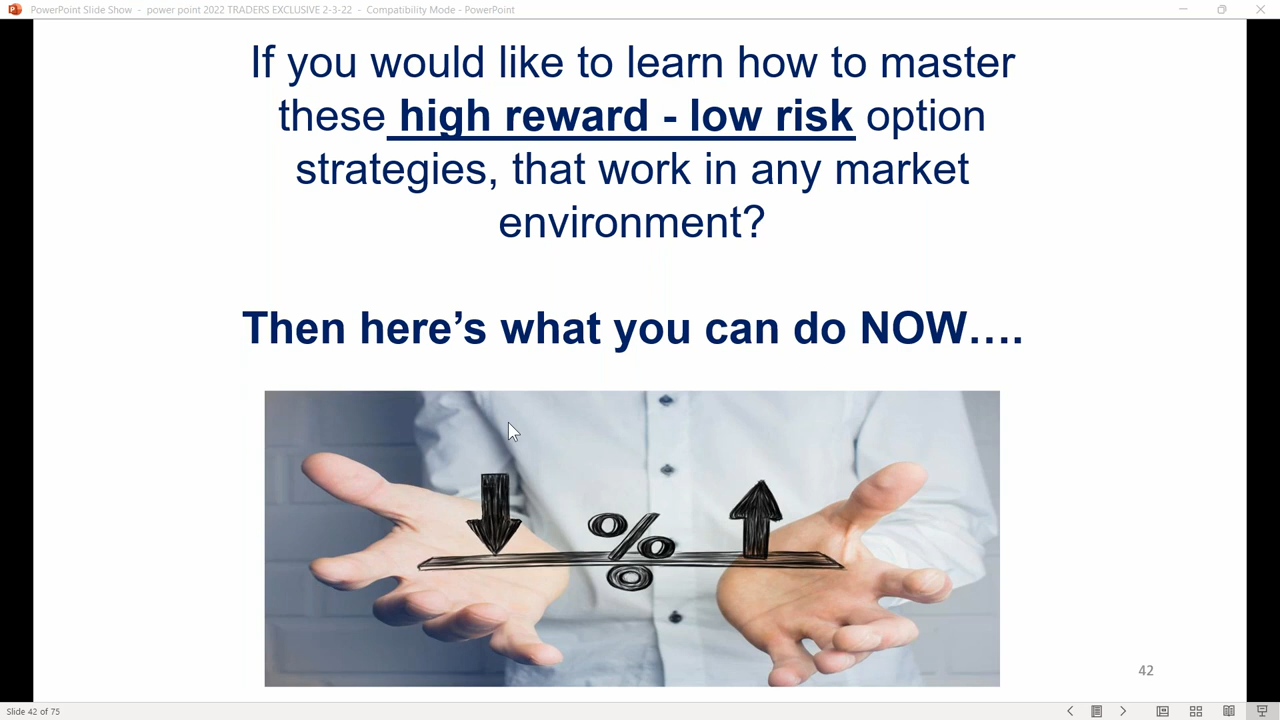 PowerPoint Slide Show - power point 2022 TRADERS EXCLUSIVE 2-3-22 - Compatibility Mode - PowerPoint
If you would like to learn how to master
these high reward - low risk option
strategies, that work in any market
environment?
Then here’s what you can do NOW….
%
42
Slide 42 of 75